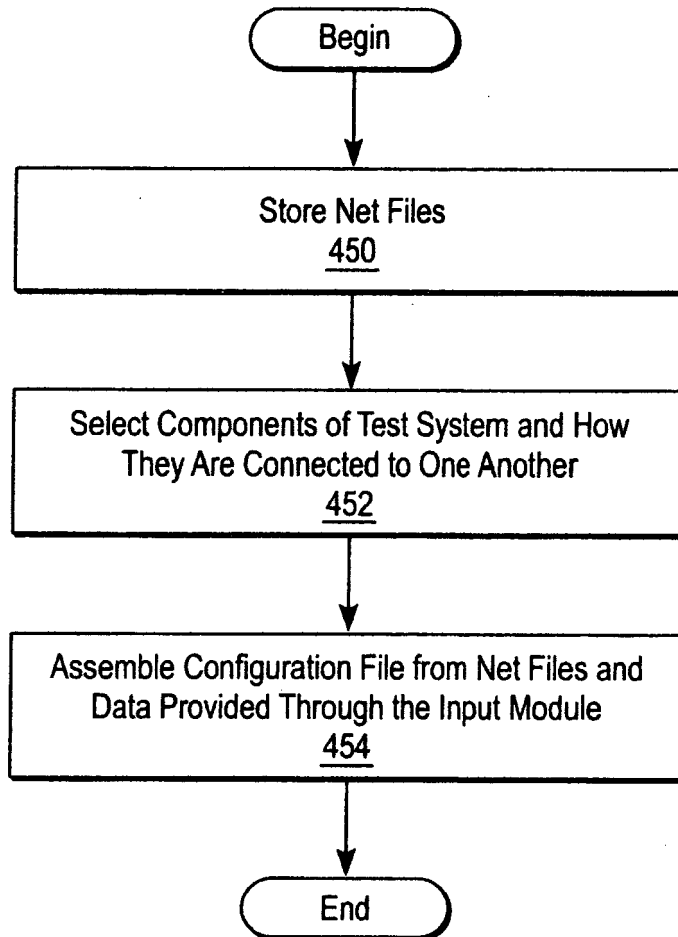 Begin
Store Net Files
450
Select Components of Test System and How
They Are Connected to One Another
452
Assemble Configuration File from Net Files and
Data Provided Through the Input Module
454
End